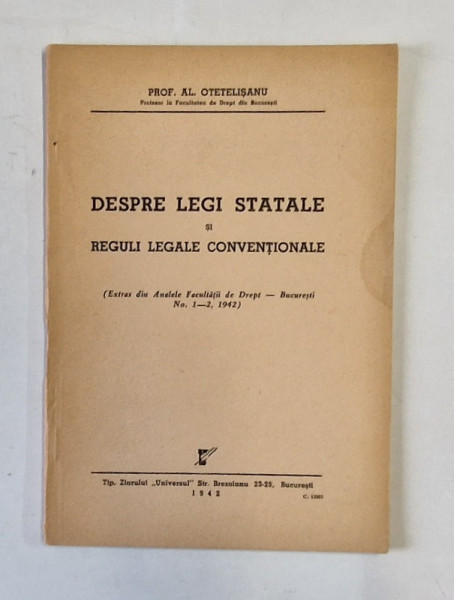 PROF. AL. OTETELIȘANU
Profesor la Facultatea de Drept din București
DESPRE LEGI STATALE
ȘI
REGULI LEGALE CONVENȚIONALE
(Extras din Analele Facultății de Drept — București
No. 1—2, 1942)
Tip. Ziarului „Universul” Str. Brezoianu 23-25, București
1942